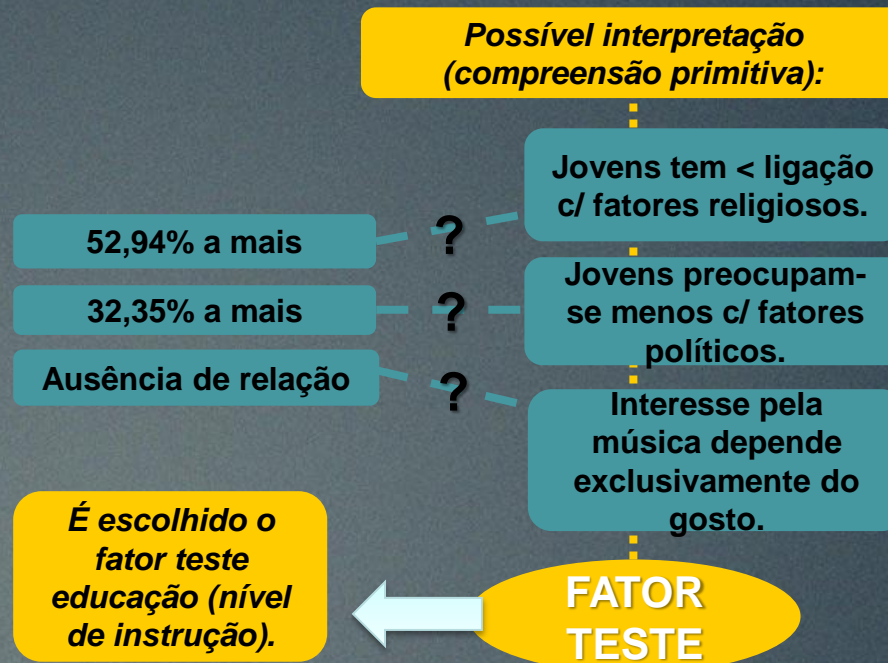 Possível interpretação
(compreensão primitiva):
Jovens tem < ligação
c/ fatores religiosos.
52,94% a mais
?
Jovens preocupam-
se menos c/ fatores
políticos.
32,35% a mais
?
Ausência de relação
?
Interesse pela
música depende
exclusivamente do
gosto.
É escolhido o
fator teste
educação (nível
de instrução).
FATOR
TESTE